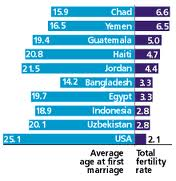 15.9 Chad 6.6
16.5 Yemen 6.5
19.4 Guatemala 5.0
20.8 Haiti 4.7
21.5 Jordan 4.4
14.2 Bangladesh 3.3
19.7 Egypt 3.3
18.9 Indonesia 2.8
20.1 Uzbekistan 2.8
25.1 USA 2.1
Average age at first marriage
Total fertility rate